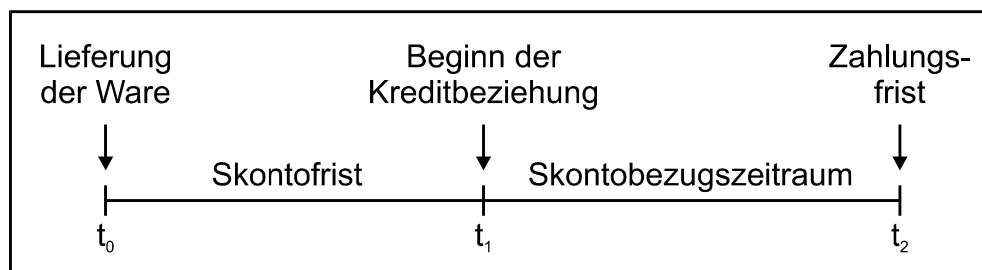 Lieferung
der Ware
Beginn der
Kreditbeziehung
Zahlungs-
frist
Skontofrist
Skontobezugszeitraum
t₀
t₁
t₂